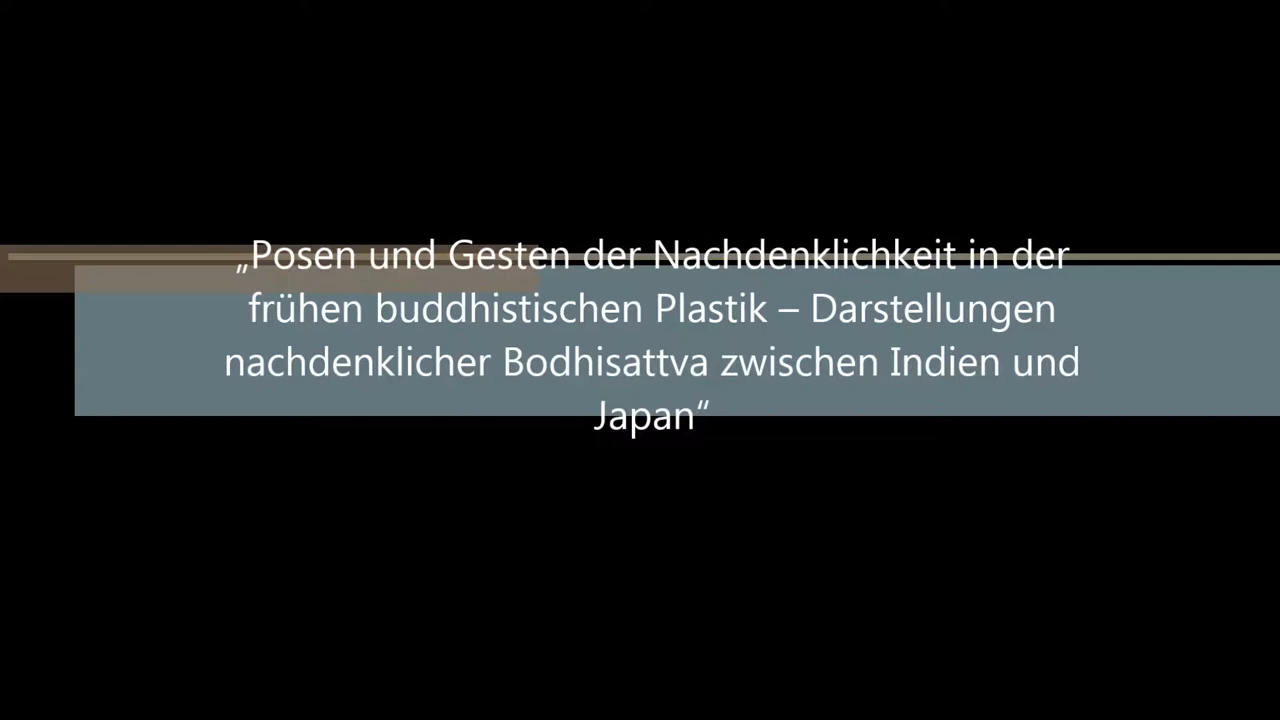 „Posen und Gesten der Nachdenklichkeit in der
frühen buddhistischen Plastik – Darstellungen
nachdenklicher Bodhisattva zwischen Indien und
Japan“